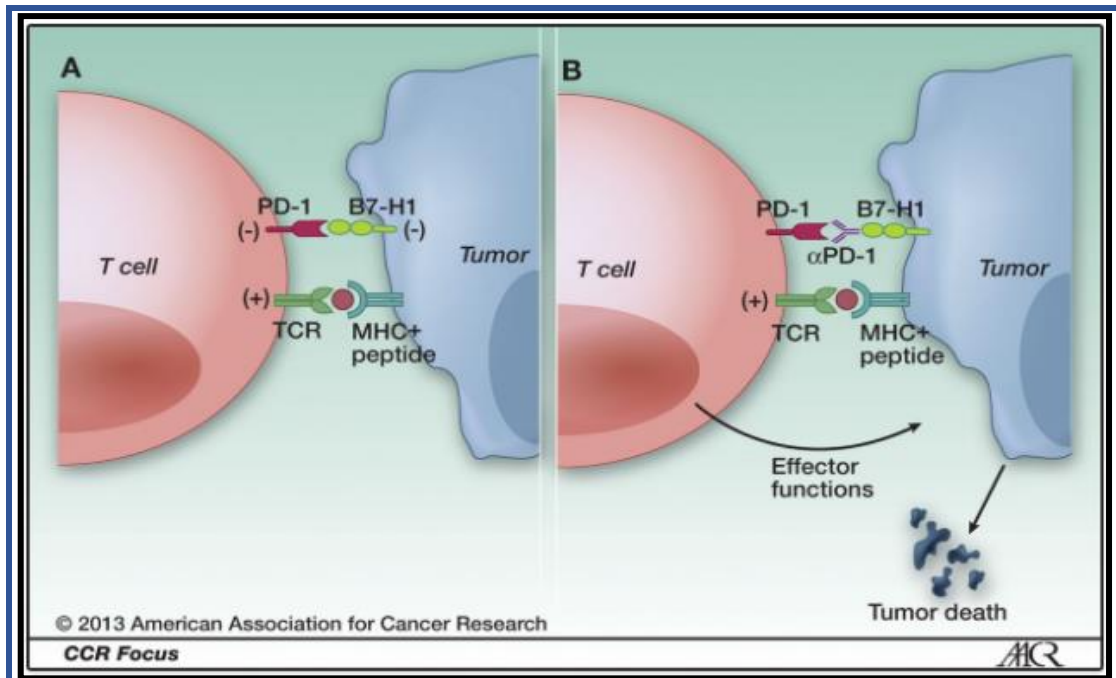 A
PD-1 B7-H1
(-) (-)
T cell
Tumor
(+)
TCR MHC+
peptide
B
PD-1 B7-H1
αPD-1
T cell
Tumor
(+)
TCR MHC+
peptide
Effector
functions
Tumor death
© 2013 American Association for Cancer Research
CCR Focus
AACR